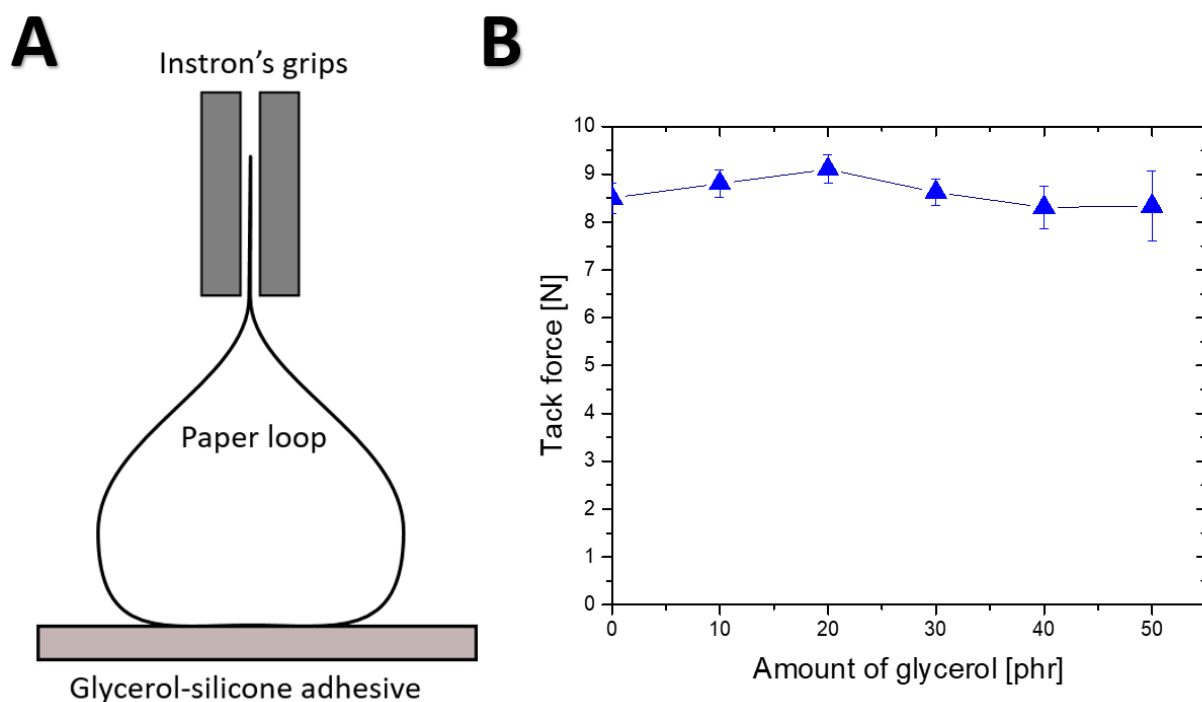 A
Instron's grips
Paper loop
Glycerol-silicone adhesive
B
10
9
8
7
6
5
4
3
2
1
0
Tack force [N]
0 10 20 30 40 50
Amount of glycerol [phr]